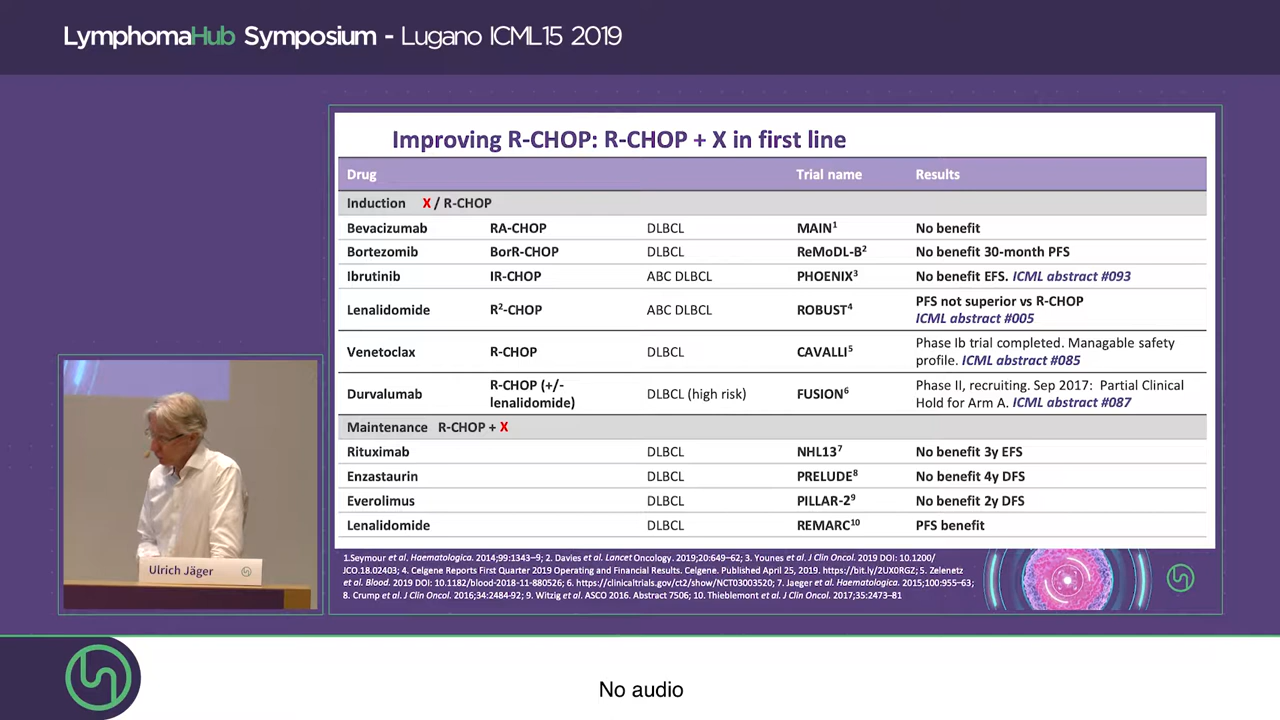 LymphomaHub Symposium - Lugano ICML15 2019
Improving R-CHOP: R-CHOP + X in first line
Drug Trial name Results
Induction X / R-CHOP
Bevacizumab RA-CHOP DLBCL MAIN1 No benefit
Bortezomib BorR-CHOP DLBCL ReMoDL-B2 No benefit 30-month PFS
Ibrutinib IR-CHOP ABC DLBCL PHOENIX3 No benefit EFS. ICML abstract #093
Lenalidomide R2-CHOP ABC DLBCL ROBUST4 PFS not superior vs R-CHOP
ICML abstract #005
Venetoclax R-CHOP DLBCL CAVALLI5 Phase Ib trial completed. Managable safety
profile. ICML abstract #085
Durvalumab R-CHOP (+/-
lenalidomide) DLBCL (high risk) FUSION6 Phase II, recruiting. Sep 2017: Partial Clinical
Hold for Arm A. ICML abstract #087
Maintenance R-CHOP + X
Rituximab DLBCL NHL137 No benefit 3y EFS
Enzastaurin DLBCL PRELUDE8 No benefit 4y DFS
Everolimus DLBCL PILLAR-29 No benefit 2y DFS
Lenalidomide DLBCL REMARC10 PFS benefit
1.Seymour et al. Haematologica. 2014;99:1343–9; 2. Davies et al. Lancet Oncology. 2019;20:649–62; 3. Younes et al. J Clin Oncol. 2019 DOI: 10.1200/
JCO.18.02403; 4. Celgene Reports First Quarter 2019 Operating and Financial Results. Celgene. Published April 25, 2019. https://bit.ly/2UX0RGZ; 5. Zelenetz
et al. Blood. 2019 DOI: 10.1182/blood-2018-11-880526; 6. https://clinicaltrials.gov/ct2/show/NCT03003520; 7. Jaeger et al. Haematologica. 2015;100:955–63;
8. Crump et al. J Clin Oncol. 2016;34:2484-92; 9. Witzig et al. ASCO 2016. Abstract 7506; 10. Thieblemont et al. J Clin Oncol. 2017;35:2473–81
Ulrich Jäger
No audio